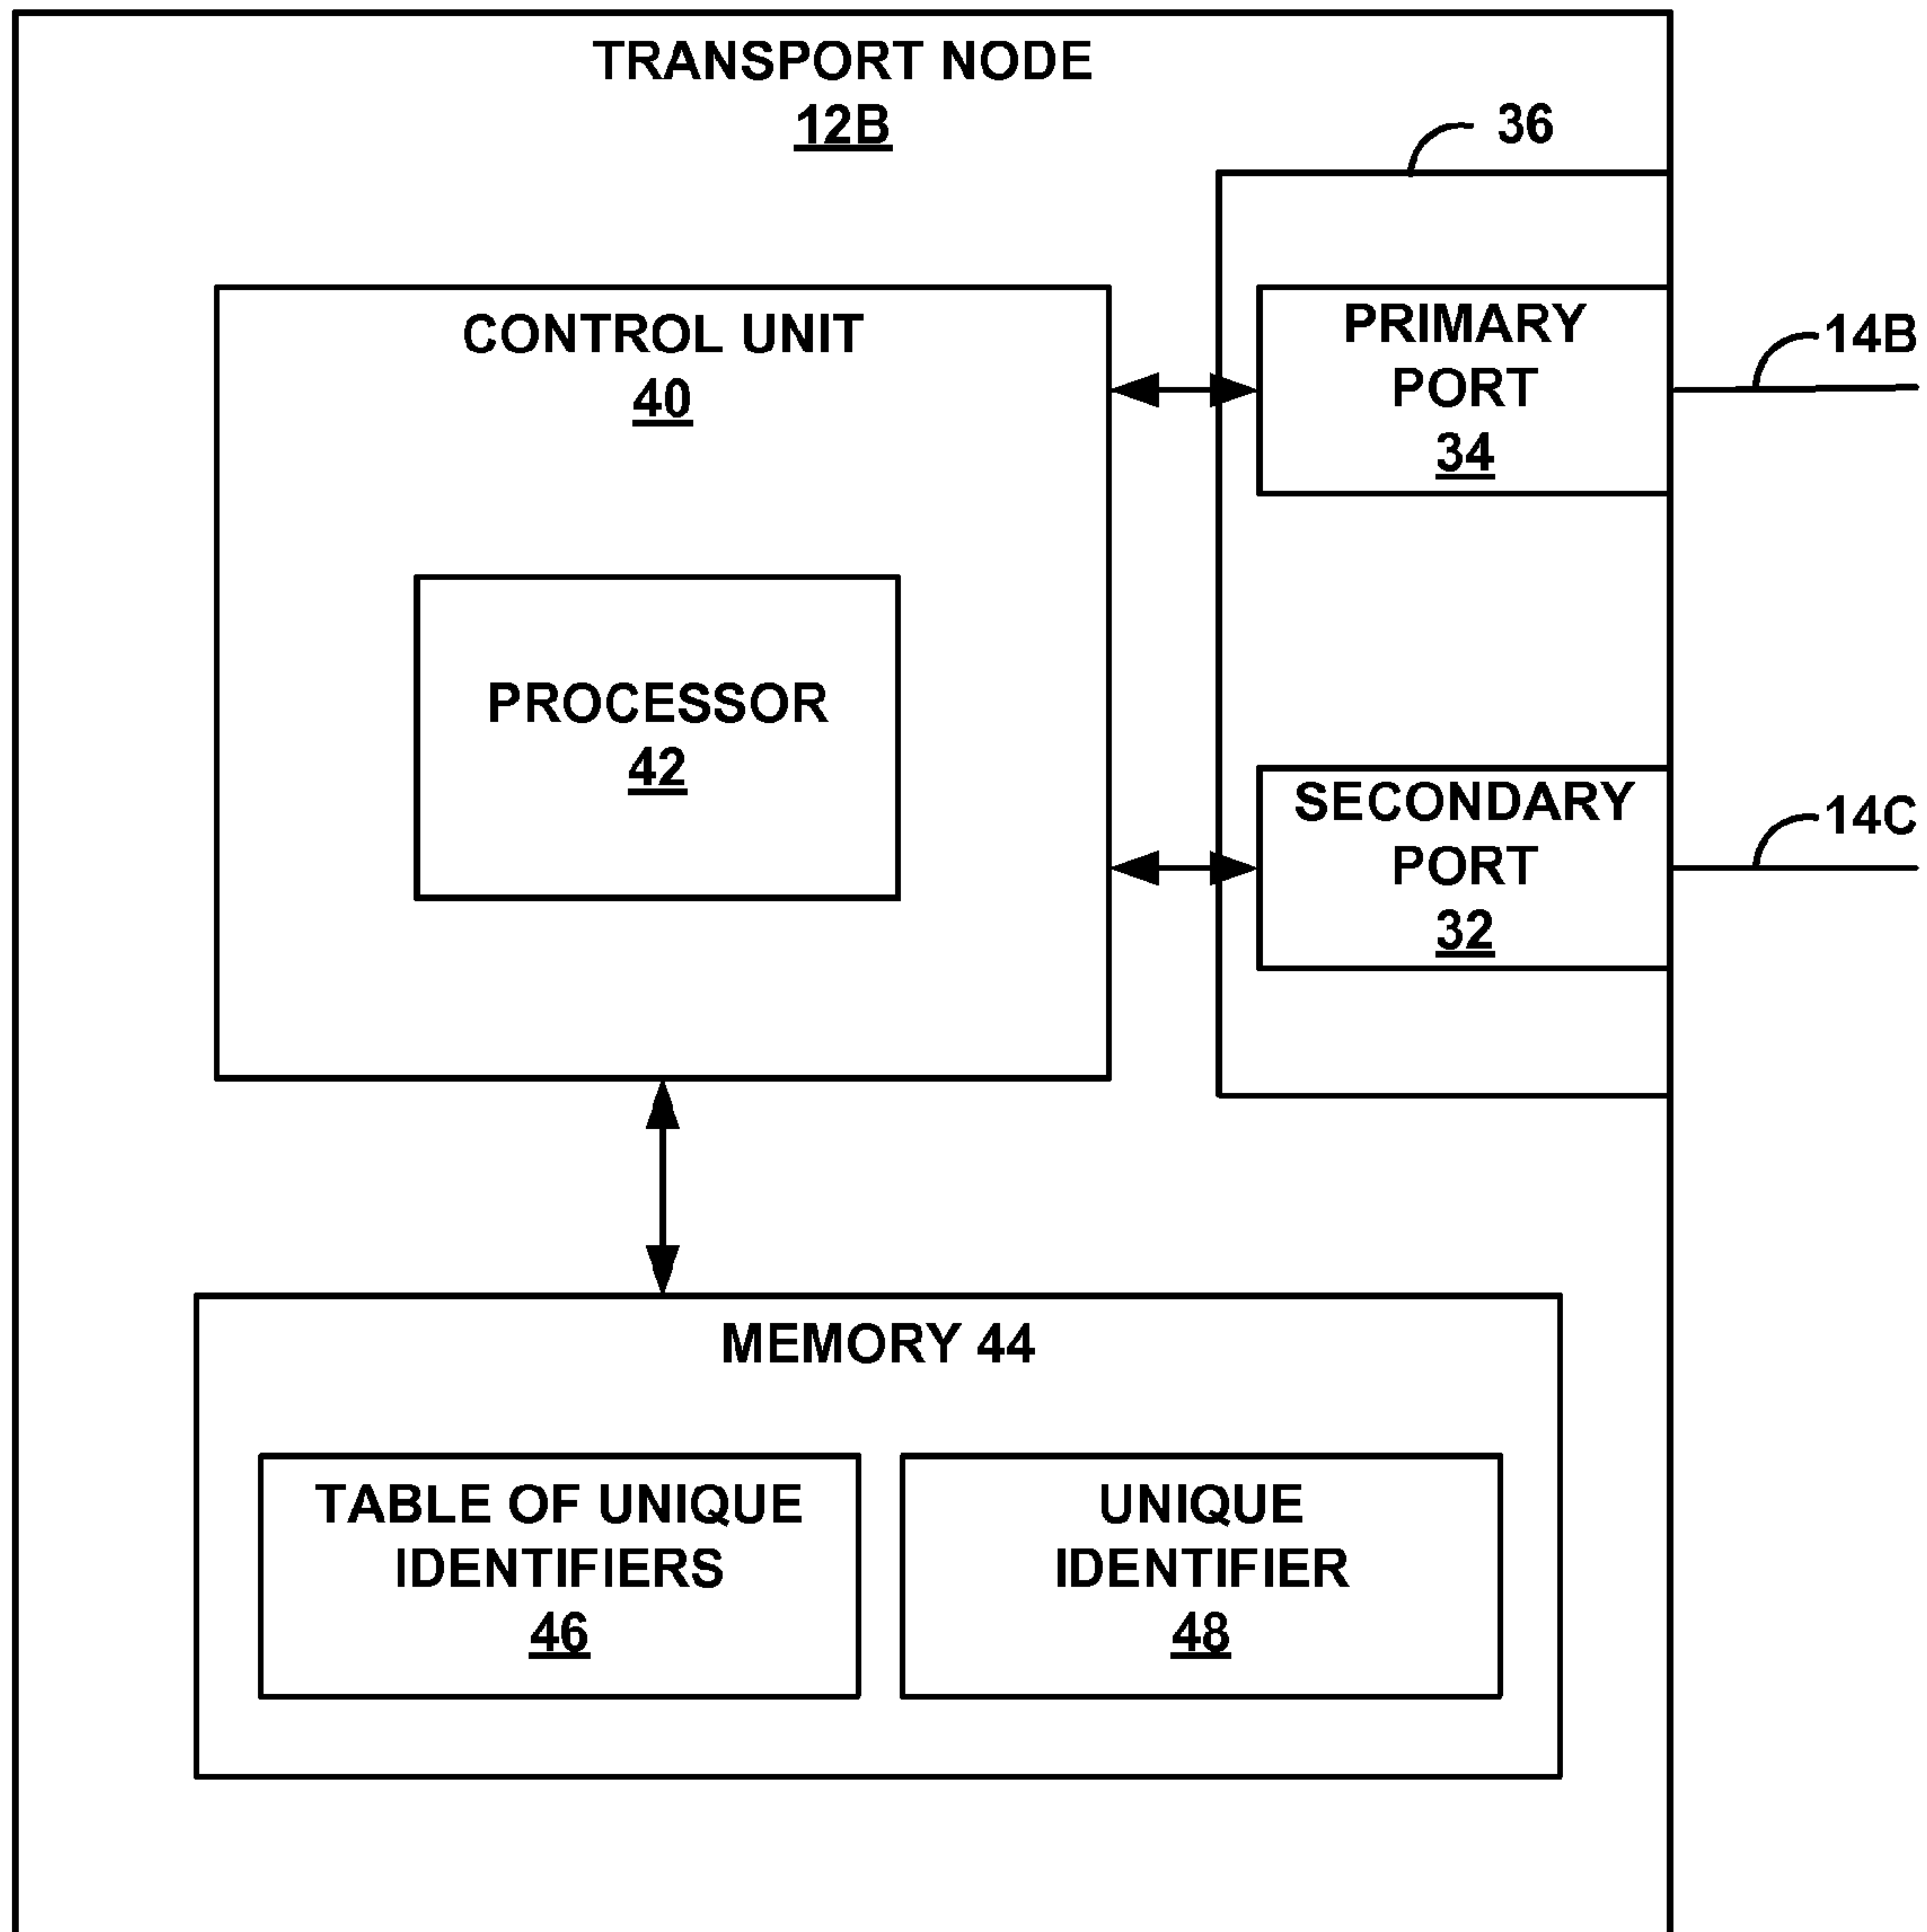 TRANSPORT NODE
12B
36
CONTROL UNIT
40
PRIMARY
PORT
34
14B
PROCESSOR
42
SECONDARY
PORT
32
14C
MEMORY 44
TABLE OF UNIQUE
IDENTIFIERS
46
UNIQUE
IDENTIFIER
48